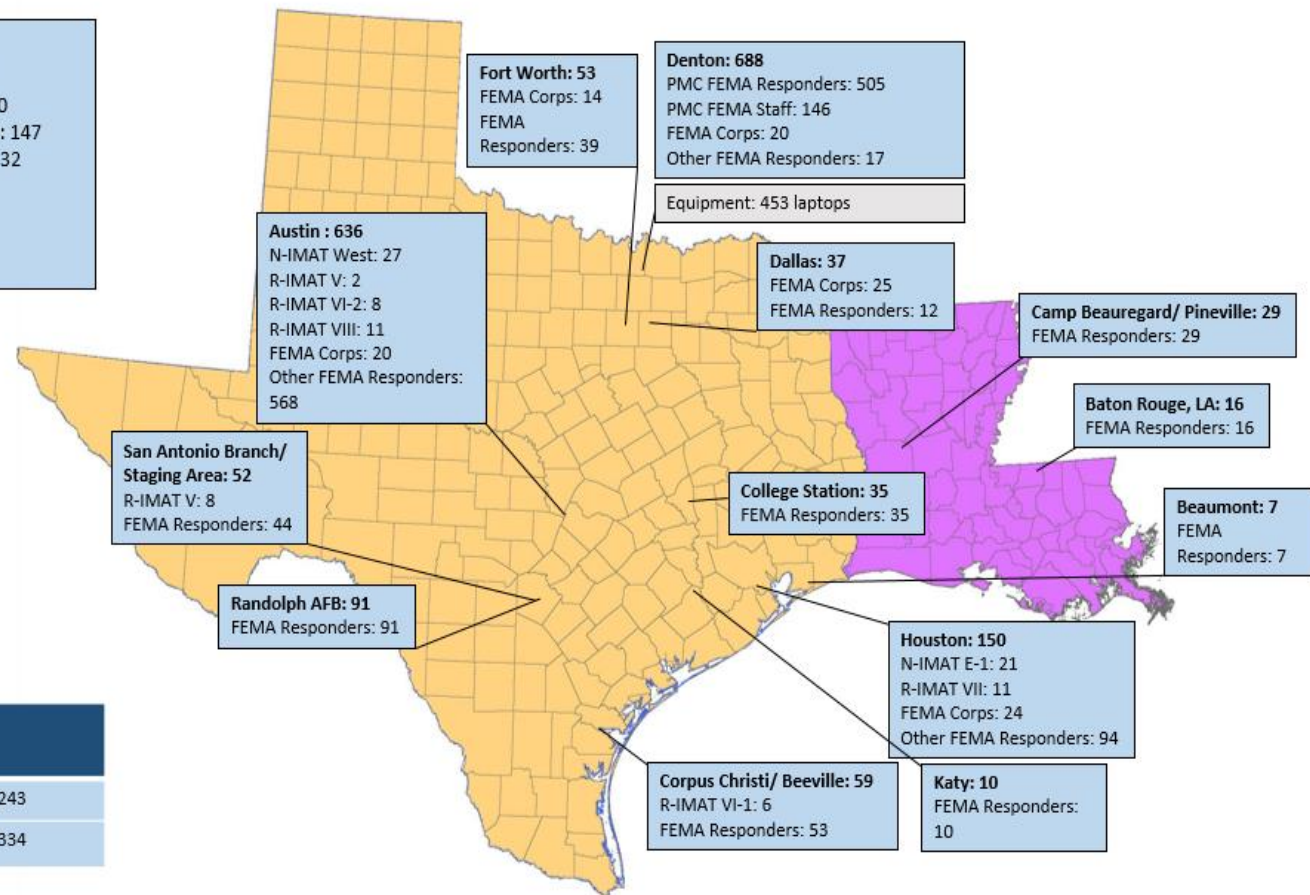 0
: 147
32
Fort Worth: 53
FEMA Corps: 14
FEMA
Responders: 39
Denton: 688
PMC FEMA Responders: 505
PMC FEMA Staff: 146
FEMA Corps: 20
Other FEMA Responders: 17
Equipment: 453 laptops
Austin : 636
N-IMAT West: 27
R-IMAT V: 2
R-IMAT VI-2: 8
R-IMAT VIII: 11
FEMA Corps: 20
Other FEMA Responders:
568
Dallas: 37
FEMA Corps: 25
FEMA Responders: 12
Camp Beauregard/ Pineville: 29
FEMA Responders: 29
Baton Rouge, LA: 16
FEMA Responders: 16
San Antonio Branch/
Staging Area: 52
R-IMAT V: 8
FEMA Responders: 44
College Station: 35
FEMA Responders: 35
Beaumont: 7
FEMA
Responders: 7
Randolph AFB: 91
FEMA Responders: 91
Houston: 150
N-IMAT E-1: 21
R-IMAT VII: 11
FEMA Corps: 24
Other FEMA Responders: 94
Corpus Christi/ Beeville: 59
R-IMAT VI-1: 6
FEMA Responders: 53
Katy: 10
FEMA Responders:
10
243
334